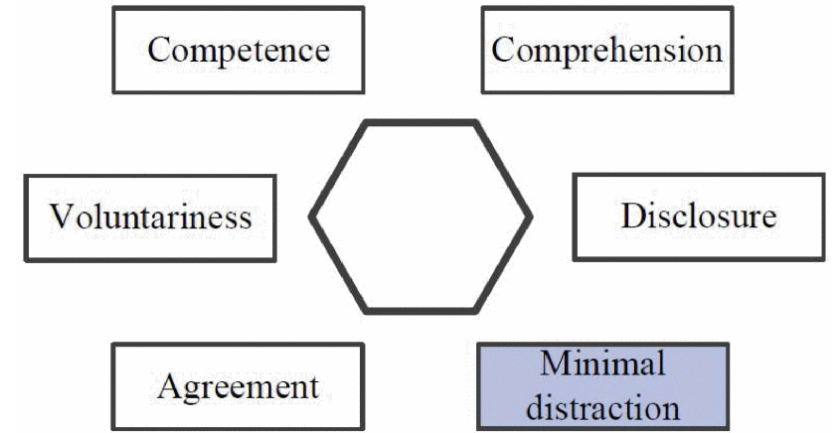 Competence
Comprehension
Voluntariness
Disclosure
Agreement
Minimal
distraction